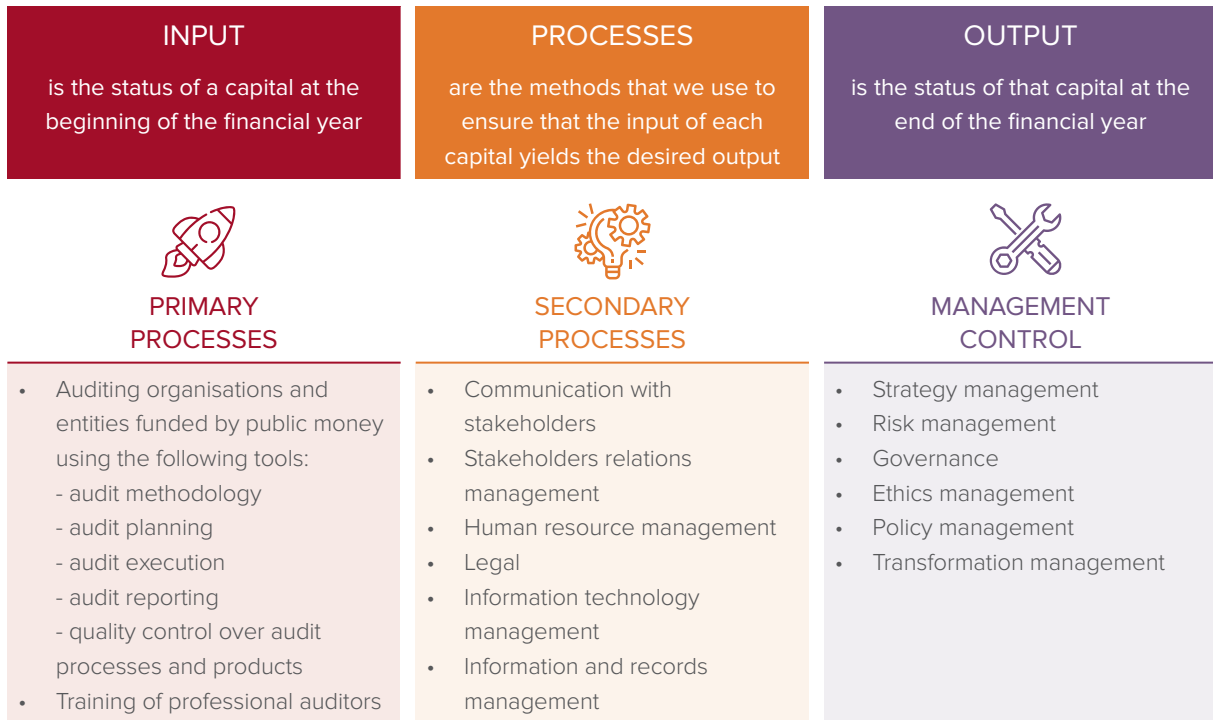 INPUT
is the status of a capital at the
beginning of the financial year
PROCESSES
are the methods that we use to
ensure that the input of each
capital yields the desired output
OUTPUT
is the status of that capital at the
end of the financial year
PRIMARY
PROCESSES
• Auditing organisations and
entities funded by public money
using the following tools:
- audit methodology
- audit planning
- audit execution
- audit reporting
- quality control over audit
processes and products
• Training of professional auditors
SECONDARY
PROCESSES
• Communication with
stakeholders
• Stakeholders relations
management
• Human resource management
• Legal
• Information technology
management
• Information and records
management
MANAGEMENT
CONTROL
• Strategy management
• Risk management
• Governance
• Ethics management
• Policy management
• Transformation management